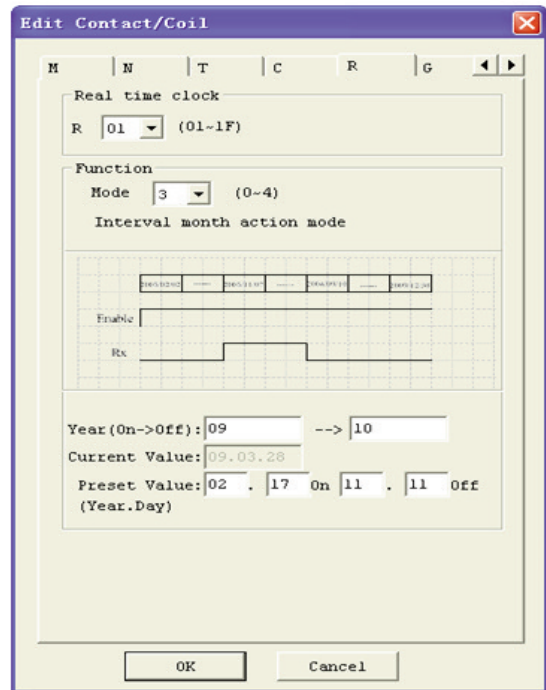 Edit Contact/Coil
M N T C R G
Real time clock
R 01 (01~1F)
Function
Mode 3 (0~4)
Interval month action mode
Enable
Rx
Year(On->Off): 09 --> 10
Current Value: 09.03.28
Preset Value: 02 . 17 On 11 . 11 Off
(Year.Day)
OK Cancel